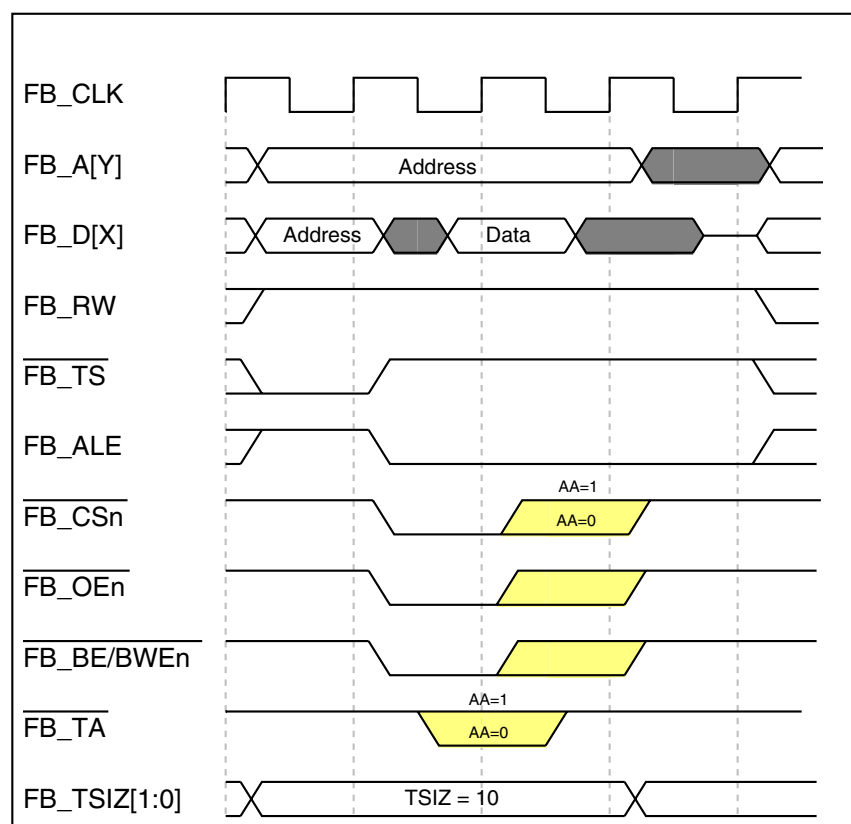 FB_CLK
FB_A[Y] Address
FB_D[X] Address Data
FB_RW
FB_TS
FB_ALE
AA=1
FB_CSn AA=0
FB_OEn
FB_BE/BWEn
AA=1
FB_TA AA=0
FB_TSIZ[1:0] TSIZ = 10